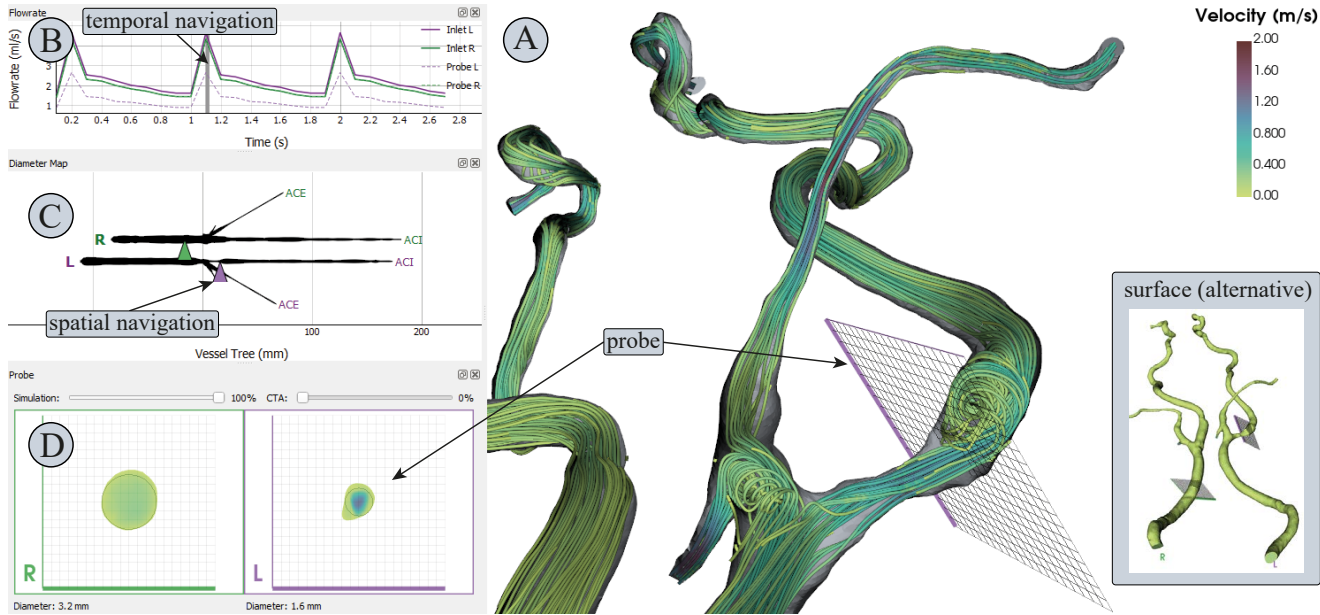 Flowrate
B
temporal navigation
Flowrate (ml/s)
3
2
1
Inlet L
Inlet R
Probe L
Probe R
0.2 0.4 0.6 0.8 1 1.2 1.4 1.6 1.8 2 2.2 2.4 2.6 2.8
Time (s)
Diameter Map
C
ACE
R
ACI
L
ACI
ACE
spatial navigation
100 200
Vessel Tree (mm)
Probe
Simulation: 100% CTA: 0%
D
R
L
Diameter: 3.2 mm
Diameter: 1.6 mm
A
probe
Velocity (m/s)
2.00
1.60
1.20
0.800
0.400
0.00
surface (alternative)
R
L